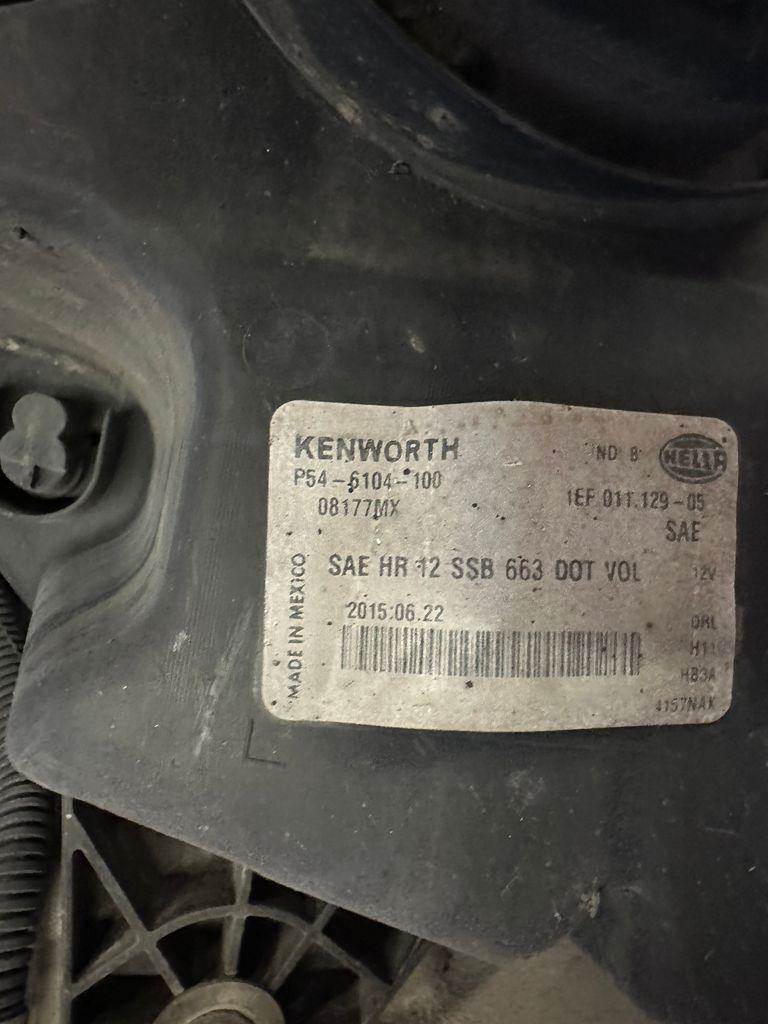 KENWORTH
P54-6104-100
08177MX
IND B
HELLA
1EF 011.129-05
SAE
SAE HR 12 SSB 663 DOT VOL
12V
MADE IN MEXICO
2015.06.22
DRL
H11
HB3A
4157NAX
L